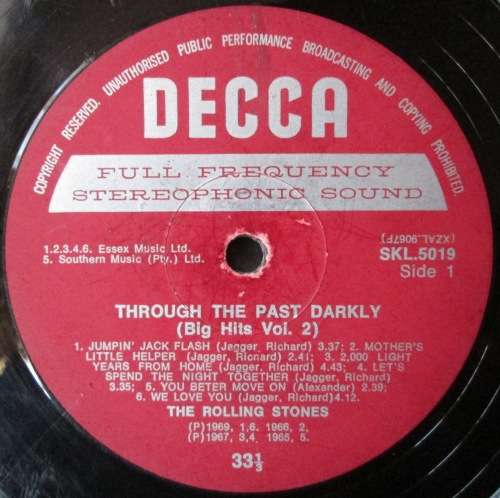 COPYRIGHT RESERVED. UNAUTHORISED PUBLIC PERFORMANCE BROADCASTING AND COPYING PROHIBITED.
DECCA
FULL FREQUENCY
STEREOPHONIC SOUND
(XZAL.9067F)
1.2.3.4.6. Essex Music Ltd.
5. Southern Music (Pty.) Ltd.
SKL.5019
Side 1
THROUGH THE PAST DARKLY
(Big Hits Vol. 2)
1. JUMPIN' JACK FLASH (Jagger, Richard) 3.37; 2. MOTHER'S
LITTLE HELPER (Jagger, Ricnard) 2.41; 3. 2,000 LIGHT
YEARS FROM HOME (Jagger, Richard) 4.43; 4. LET'S
SPEND THE NIGHT TOGETHER (Jagger, Richard)
3.35; 5. YOU BETER MOVE ON (Alexander) 2.39;
6. WE LOVE YOU (Jagger, Richard)4.12.
THE ROLLING STONES
(P)1969, 1,6. 1966, 2,
(P)1967, 3,4, 1965, 5.
33⅓